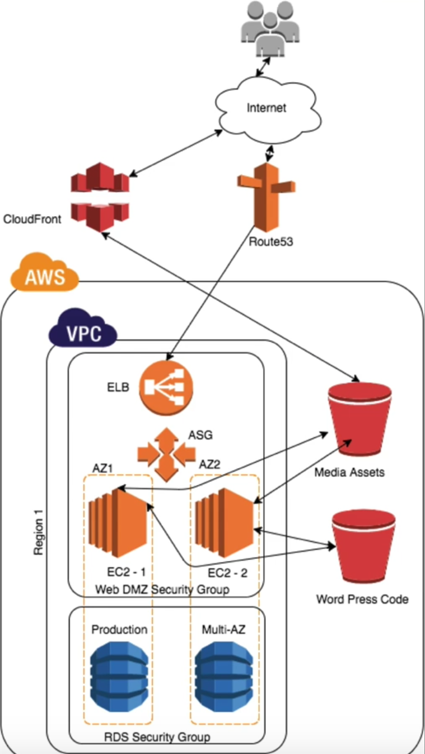 Internet
CloudFront
Route53
AWS
VPC
ELB
ASG
AZ1
AZ2
Media Assets
Region 1
EC2 - 1
EC2 - 2
Web DMZ Security Group
Word Press Code
Production
Multi-AZ
RDS Security Group